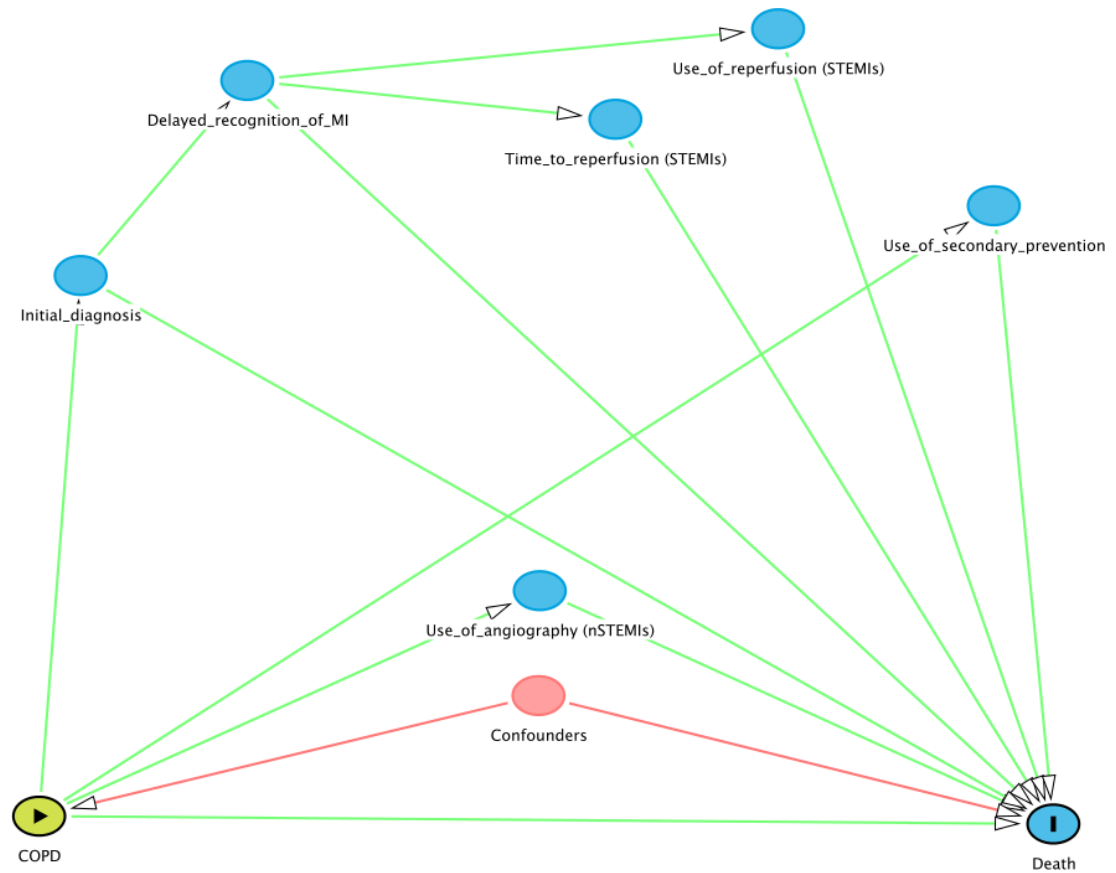 Use_of_reperfusion (STEMIs)
Delayed_recognition_of_MI
Time_to_reperfusion (STEMIs)
Use_of_secondary_prevention
Initial_diagnosis
Use_of_angiography (nSTEMIs)
Confounders
COPD
Death